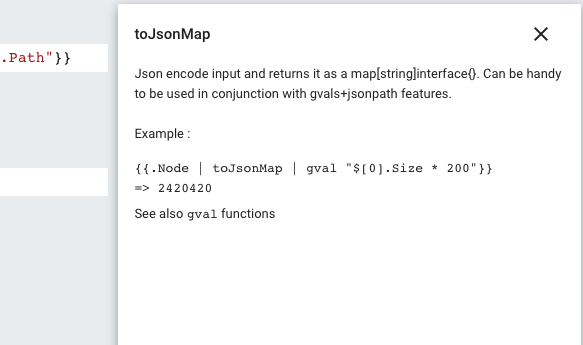 toJsonMap
.Path"}}
Json encode input and returns it as a map[string]interface{}. Can be handy
to be used in conjunction with gvals+jsonpath features.
Example :
{{.Node | toJsonMap | gval "$[0].Size * 200"}}
=> 2420420
See also gval functions